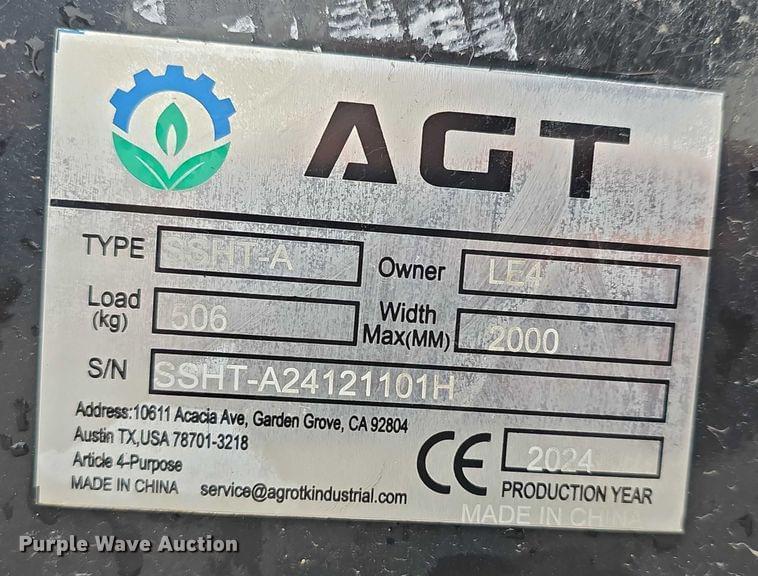 AGT
TYPE SSHT-A Owner LE4
Load (kg) 506 Width Max(MM) 2000
S/N SSHT-A24121101H
Address:10611 Acacia Ave, Garden Grove, CA 92804
Austin TX,USA 78701-3218
Article 4-Purpose
MADE IN CHINA service@agrotkindustrial.com
CE 2024
PRODUCTION YEAR
MADE IN CHINA
Purple Wave Auction